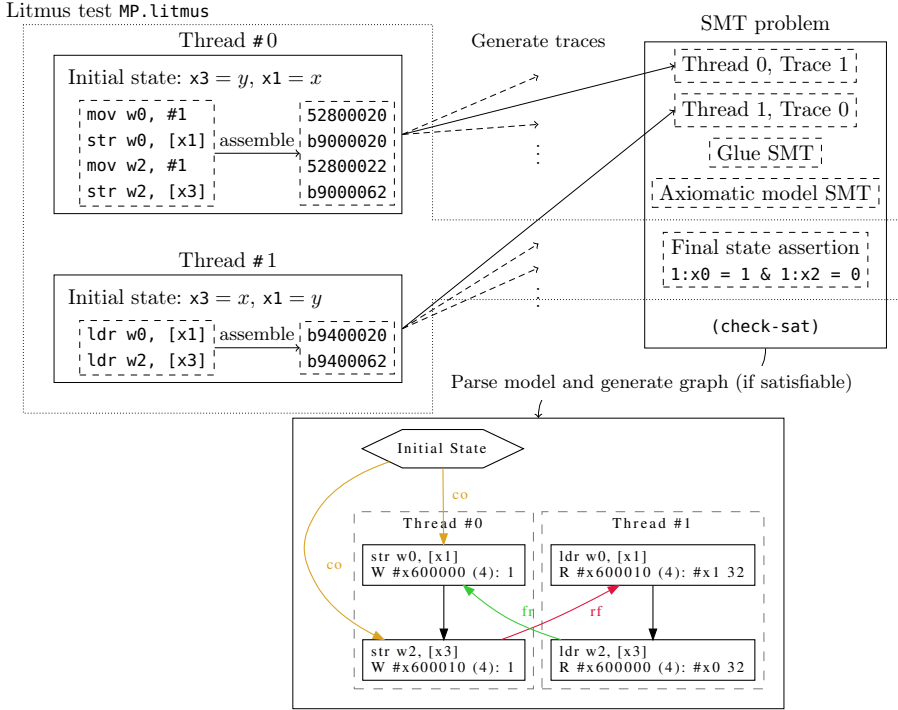 Litmus test MP.litmus
Thread #0
Initial state: x3 = y, x1 = x
mov w0, #1
str w0, [x1]
mov w2, #1
str w2, [x3]
assemble
52800020
b9000020
52800022
b9000062
Thread #1
Initial state: x3 = x, x1 = y
ldr w0, [x1]
ldr w2, [x3]
assemble
b9400020
b9400062
Generate traces
⋮
⋮
SMT problem
Thread 0, Trace 1
Thread 1, Trace 0
Glue SMT
Axiomatic model SMT
Final state assertion
1:x0 = 1 & 1:x2 = 0
(check-sat)
Parse model and generate graph (if satisfiable)
Initial State
co
co
Thread #0
str w0, [x1]
W #x600000 (4): 1
str w2, [x3]
W #x600010 (4): 1
fr
rf
Thread #1
ldr w0, [x1]
R #x600010 (4): #x1 32
ldr w2, [x3]
R #x600000 (4): #x0 32